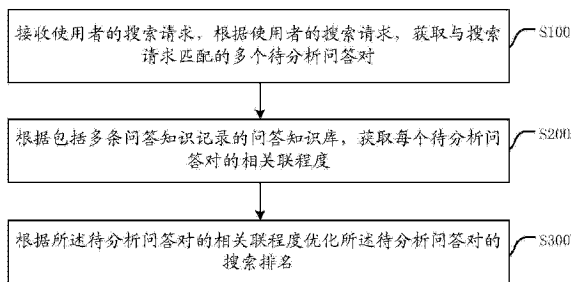 接收使用者的搜索请求，根据使用者的搜索请求，获取与搜索
请求匹配的多个待分析问答对
S100
根据包括多条问答知识记录的问答知识库，获取每个待分析问
答对的相关联程度
S200
根据所述待分析问答对的相关联程度优化所述待分析问答对的
搜索排名
S300